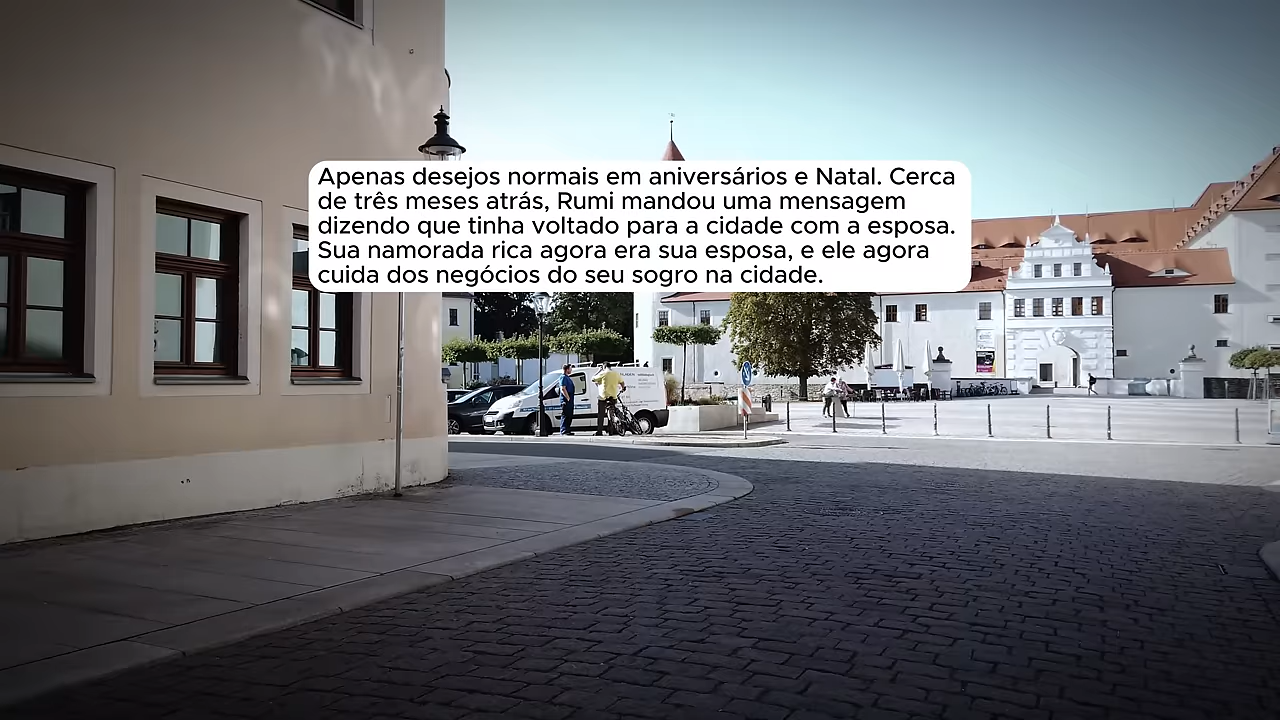 Apenas desejos normais em aniversários e Natal. Cerca
de três meses atrás, Rumi mandou uma mensagem
dizendo que tinha voltado para a cidade com a esposa.
Sua namorada rica agora era sua esposa, e ele agora
cuida dos negócios do seu sogro na cidade.